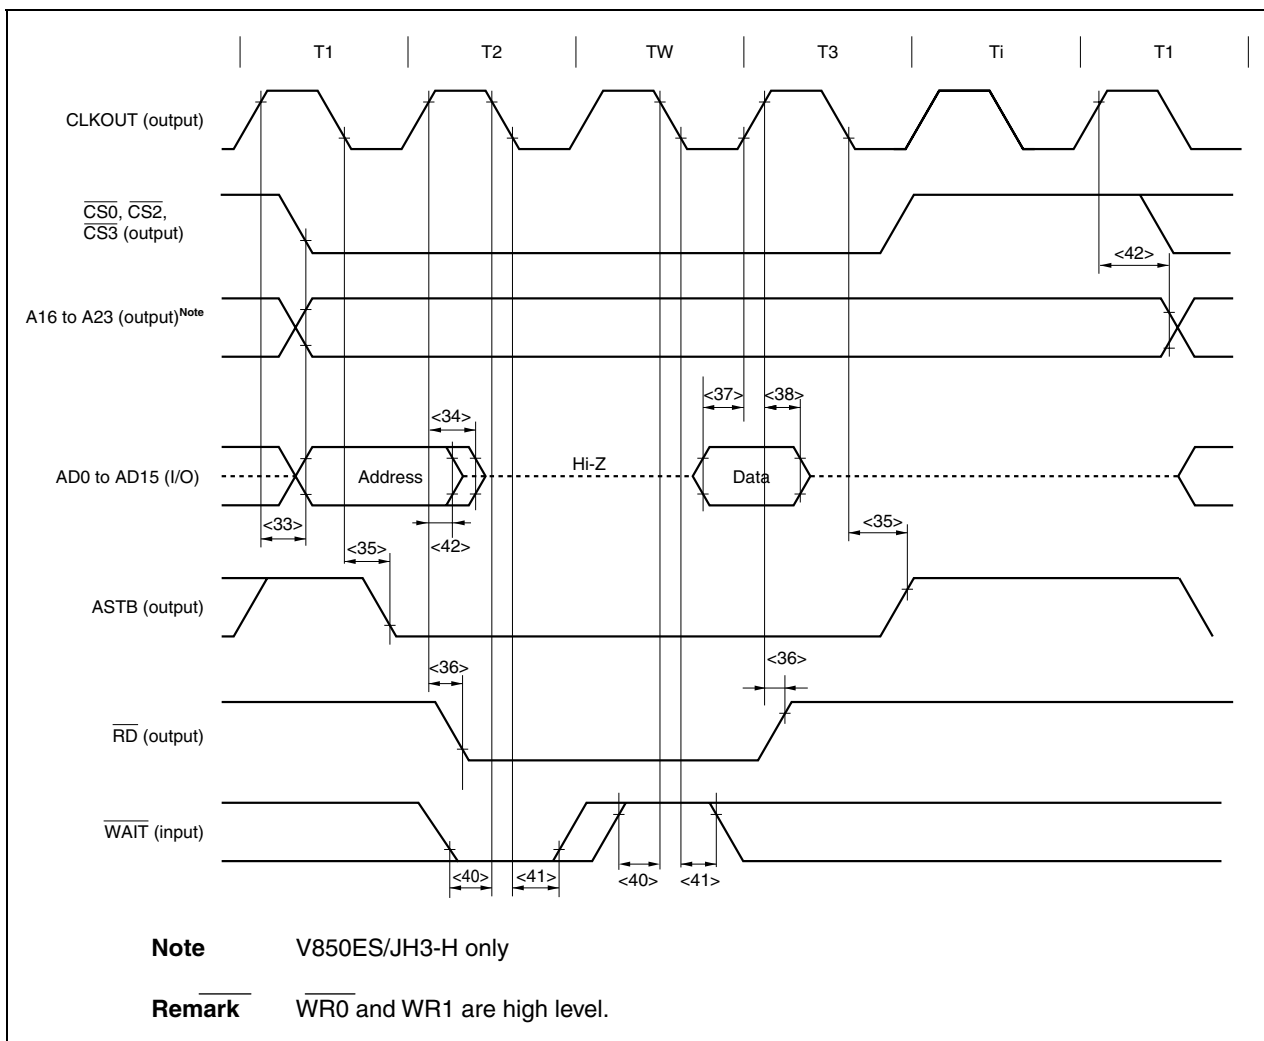 T1 T2 TW T3 Ti T1
CLKOUT (output)
CS0, CS2,
CS3 (output)
<42>
A16 to A23 (output)Note
<37> <38>
<34>
AD0 to AD15 (I/O) Address Hi-Z Data
<33> <42> <35>
<35>
ASTB (output)
<36> <36>
RD (output)
WAIT (input)
<40> <41> <40> <41>
Note V850ES/JH3-H only
Remark WR0 and WR1 are high level.